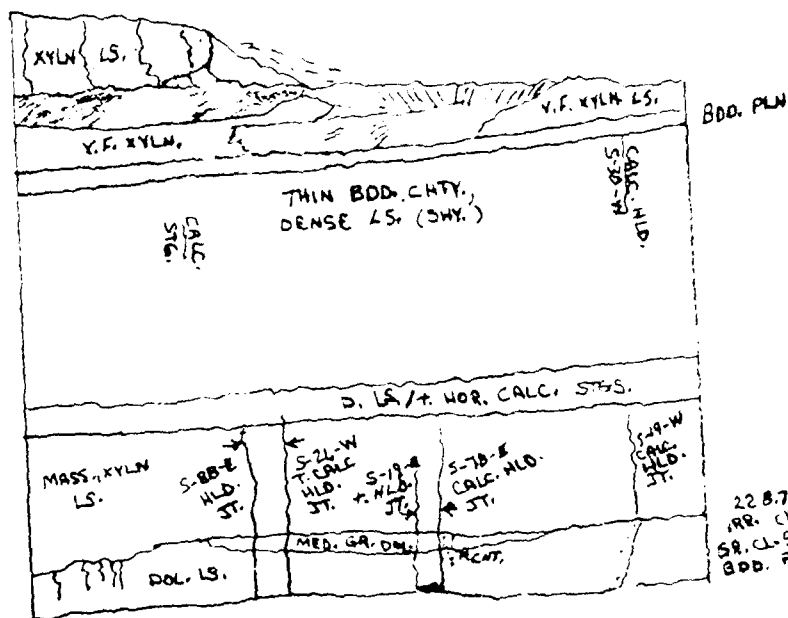 XYLN LS.
V.F. XYLN.
V.F. XYLN LS.
BDD. PLN
THIN BDD. CHTY.,
DENSE LS. (SHY.)
CALC.
STG.
CALC. HLD.
S-30-W
D. LS/T. HOR. CALC. STGS.
MASS., XYLN
LS.
S-88-E
HLD.
JT.
S-26-W
T. CALC
HLD.
JT.
S-19-E
T. HLD.
JT.
S-78-E
CALC. HLD.
JT.
S-19-W
CALC
HLD.
JT.
MED. GR. DOL.
DOL. LS.
22 8.7
BDD.